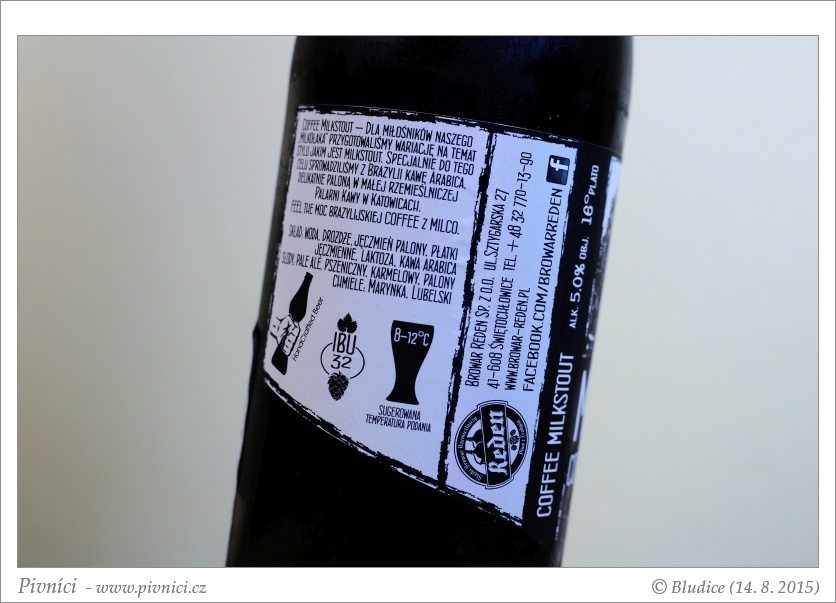 Coffee Milkstout – Dla miłośników naszego
"Milkołaka" przygotowaliśmy wariację na temat
stylu jakim jest milkstout. Specjalnie do tego
celu sprowadziliśmy z Brazylii kawę Arabica,
delikatnie paloną w małej rzemieślniczej
Palarni Kawy w Katowicach.
Feel the moc brazylijskiej COFFEE z MILCO.
Skład: woda, drożdże, jęczmień palony, płatki
jęczmienne, laktoza, kawa arabica
Słody: pale ale, pszeniczny, karmelowy, palony
Chmiele: Marynka, Lubelski
HandCrafted Beer
IBU
32
8-12°C
SUGEROWANA
TEMPERATURA PODANIA
Browar Reden Sp. z o.o. ul.Sztygarska 27
41-608 Świętochłowice tel. + 48 32 770-13-90
www.browar-reden.pl
facebook.com/browarreden
f
Reden
COFFEE MILKSTOUT
ALK. 5.0% OBJ. 16°PLATO
Pivníci - www.pivnici.cz
© Bludice (14. 8. 2015)